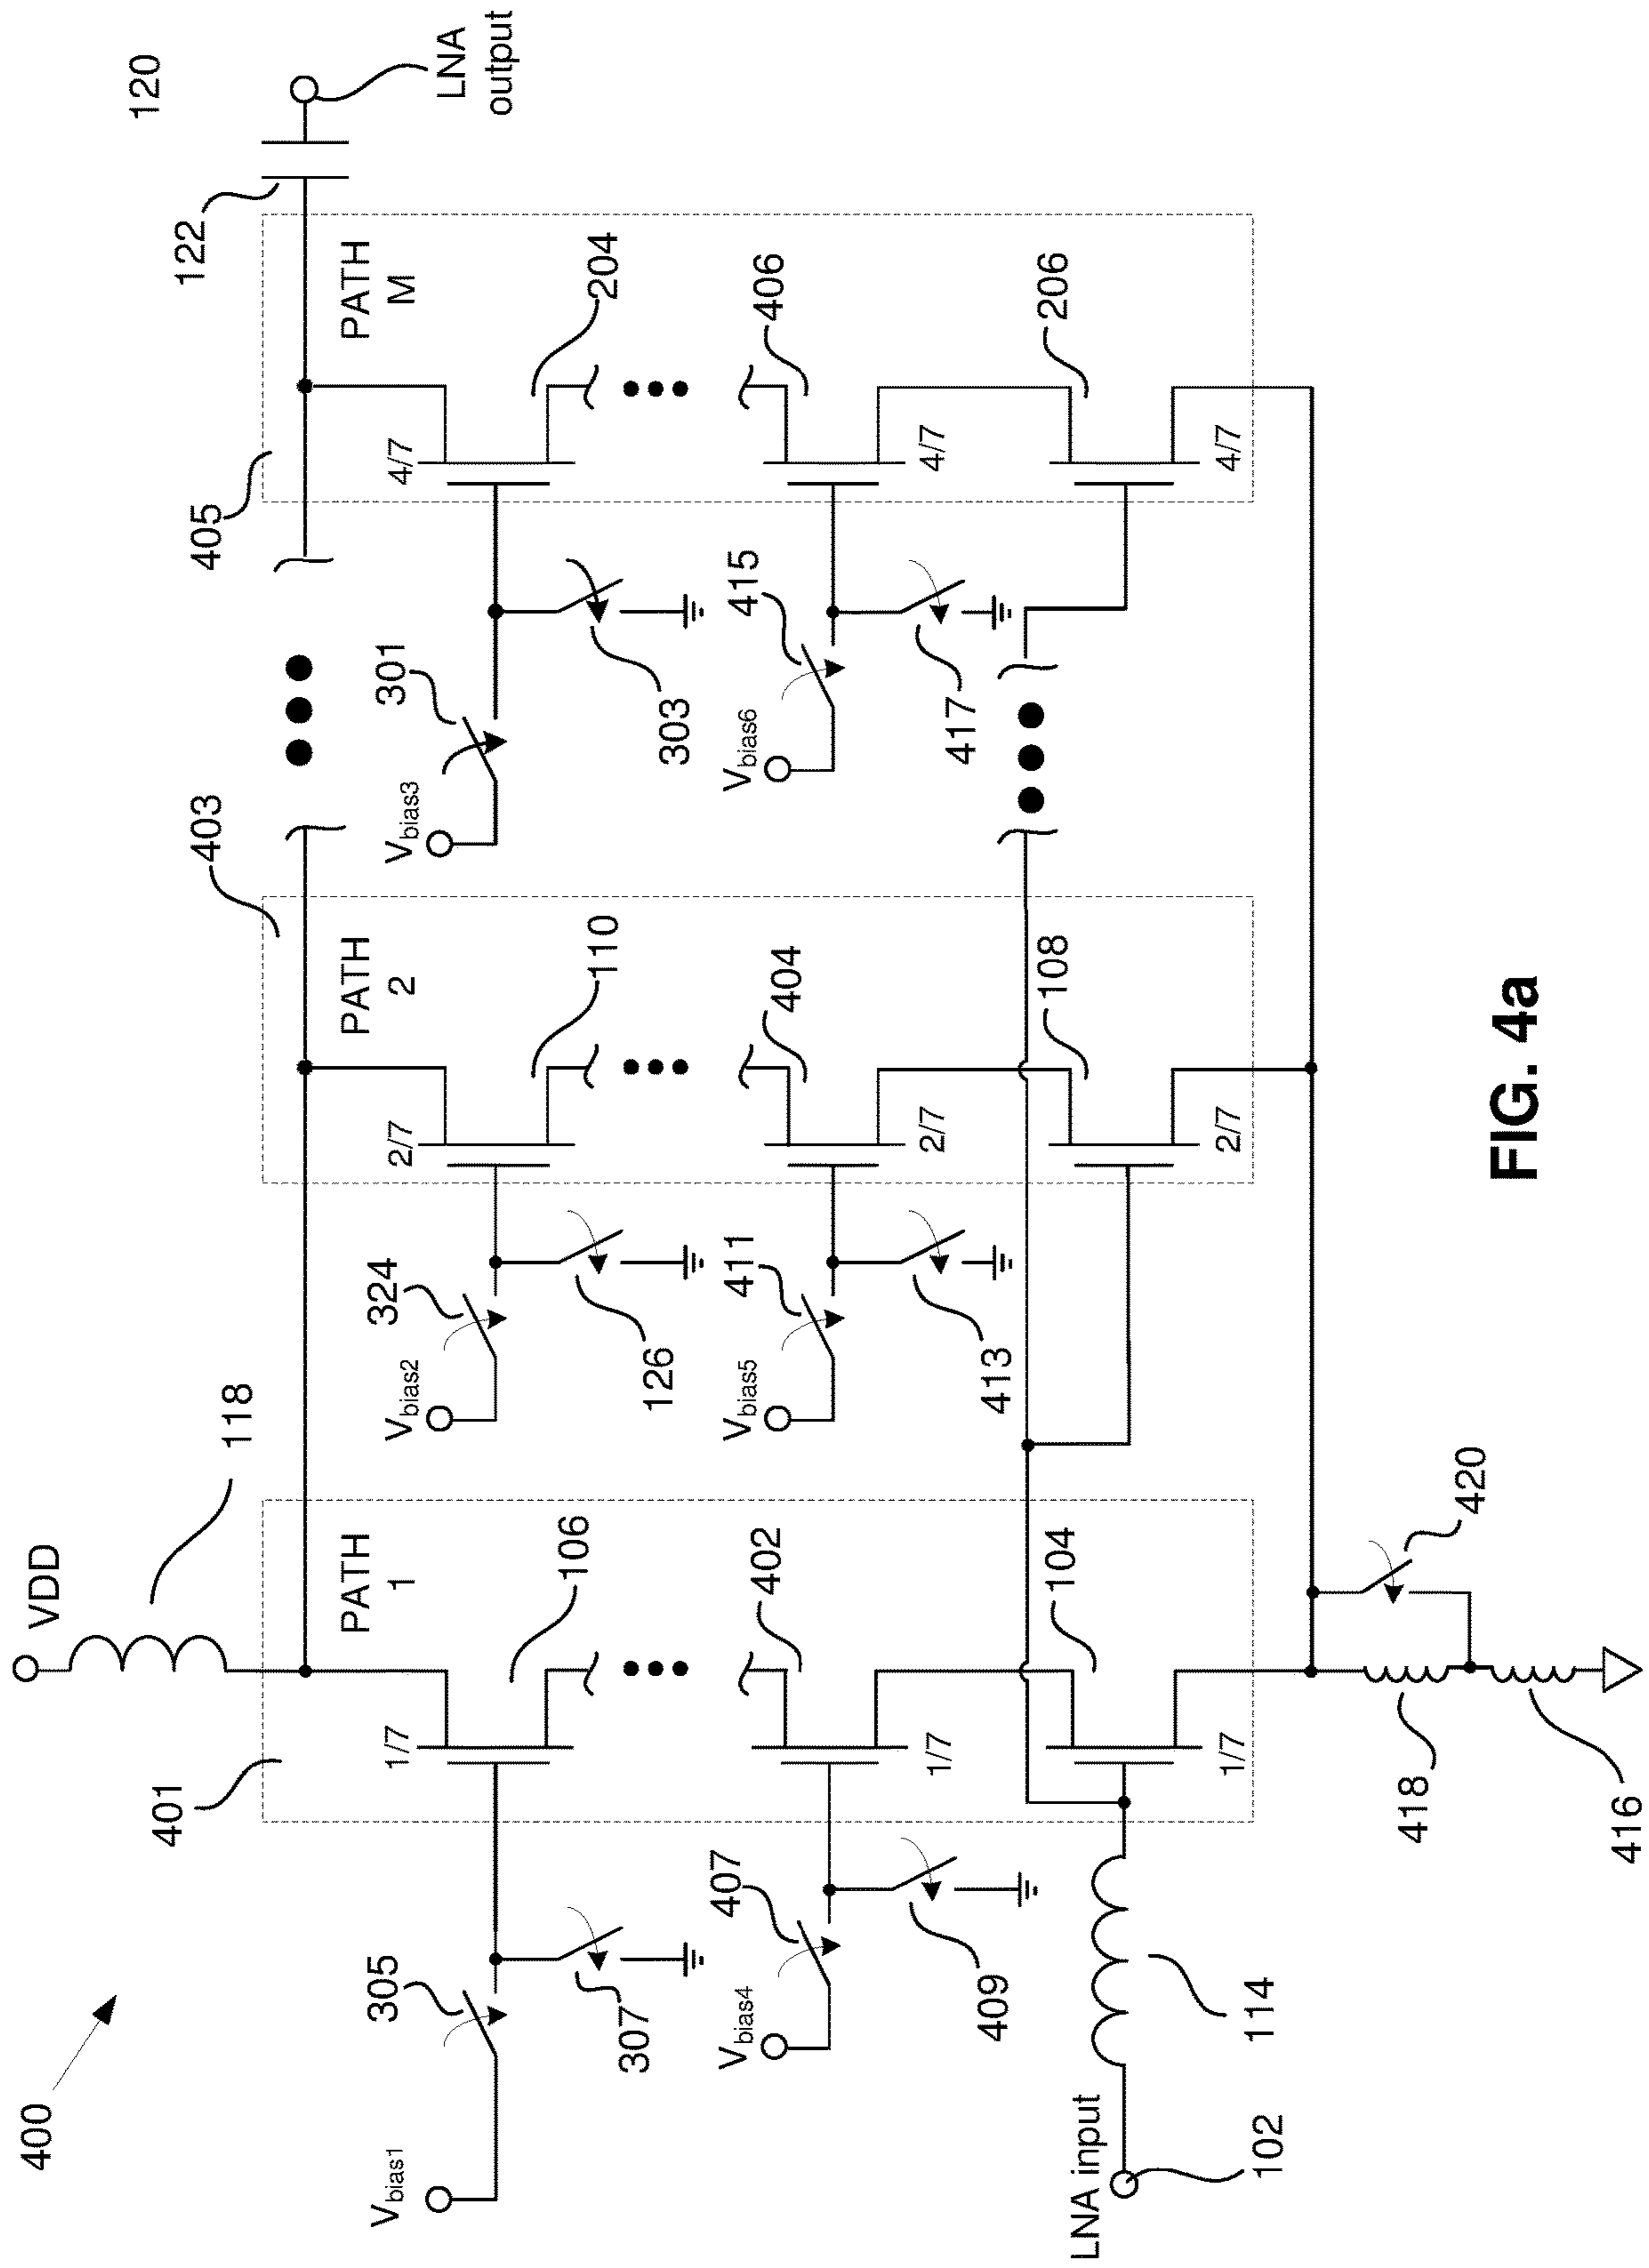 400
VDD
118
120
122
LNA
output
401
403
405
PATH
1
PATH
2
PATH
M
1/7
106
2/7
110
4/7
204
Vbias1
305
307
Vbias2
324
126
Vbias3
301
303
402
1/7
404
2/7
406
4/7
Vbias4
407
409
Vbias5
411
413
Vbias6
415
417
104
1/7
108
2/7
206
4/7
LNA input
102
114
418
416
420
FIG. 4a